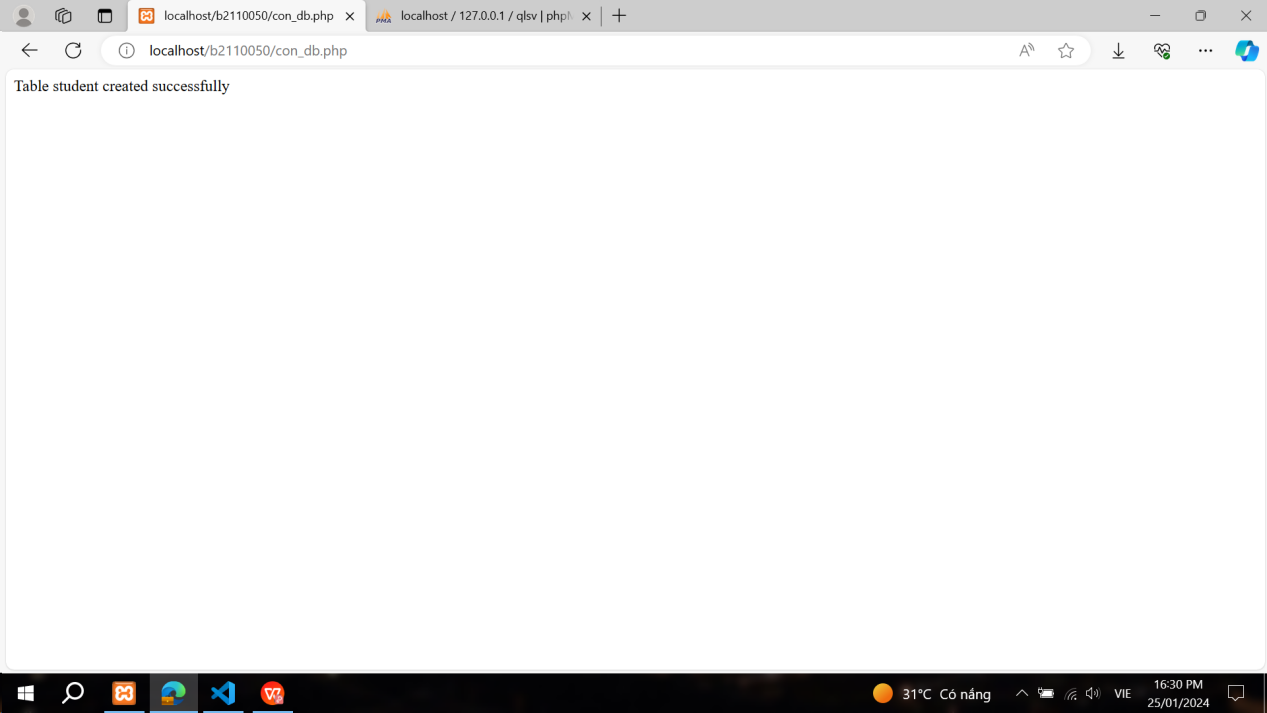 localhost/b2110050/con_db.php
localhost / 127.0.0.1 / qlsv | phpM
localhost/b2110050/con_db.php
Table student created successfully
31°C Có nắng
VIE
16:30 PM
25/01/2024